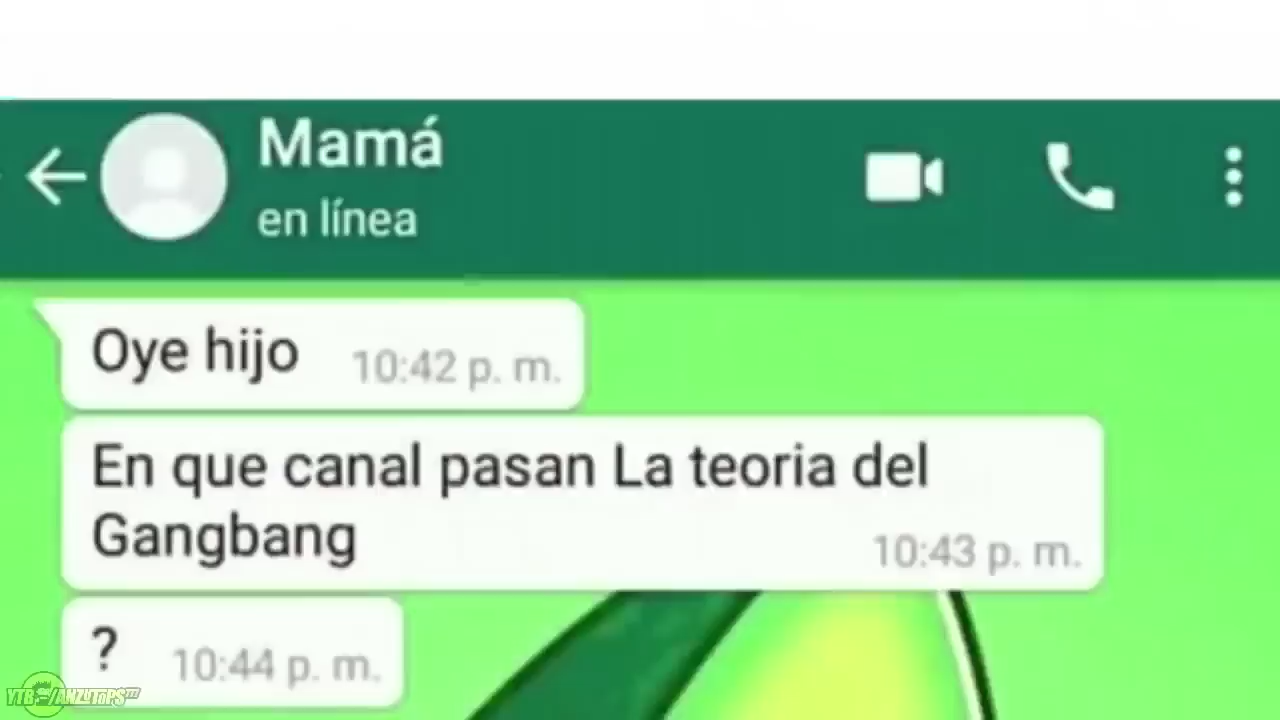 Mamá
en línea
Oye hijo 10:42 p. m.
En que canal pasan La teoria del
Gangbang 10:43 p. m.
? 10:44 p. m.